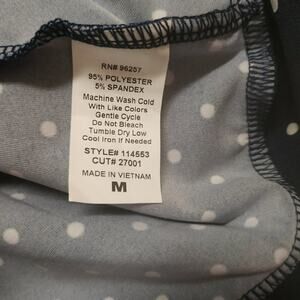 RN# 96257
95% POLYESTER
5% SPANDEX
Machine Wash Cold
With Like Colors
Gentle Cycle
Do Not Bleach
Tumble Dry Low
Cool Iron If Needed
STYLE# 114553
CUT# 27001
MADE IN VIETNAM
M